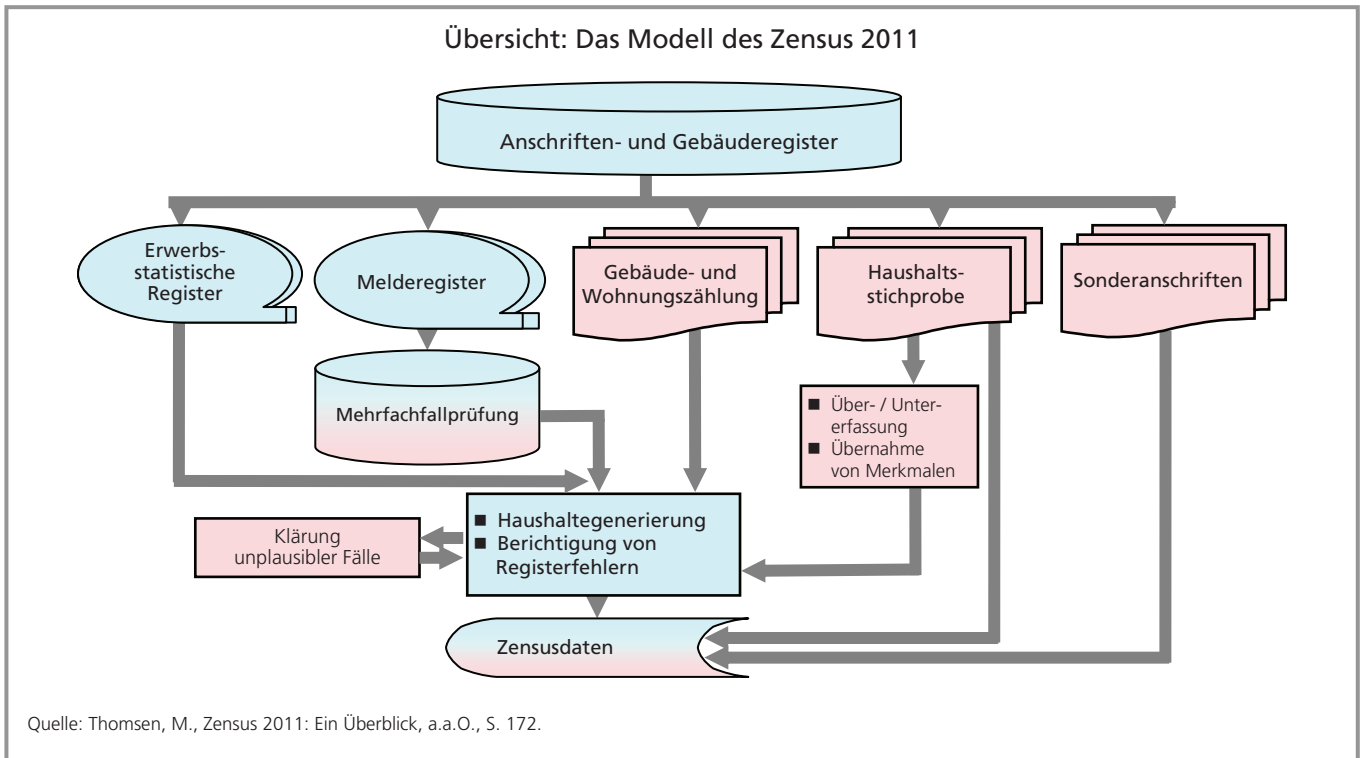 Übersicht: Das Modell des Zensus 2011
Anschriften- und Gebäuderegister
Erwerbs-
statistische
Register
Melderegister
Gebäude- und
Wohnungszählung
Haushalts-
stichprobe
Sonderanschriften
Mehrfachfallprüfung
■ Über- / Unter-
erfassung
■ Übernahme
von Merkmalen
■ Haushaltegenerierung
■ Berichtigung von
Registerfehlern
Klärung
unplausibler Fälle
Zensusdaten
Quelle: Thomsen, M., Zensus 2011: Ein Überblick, a.a.O., S. 172.